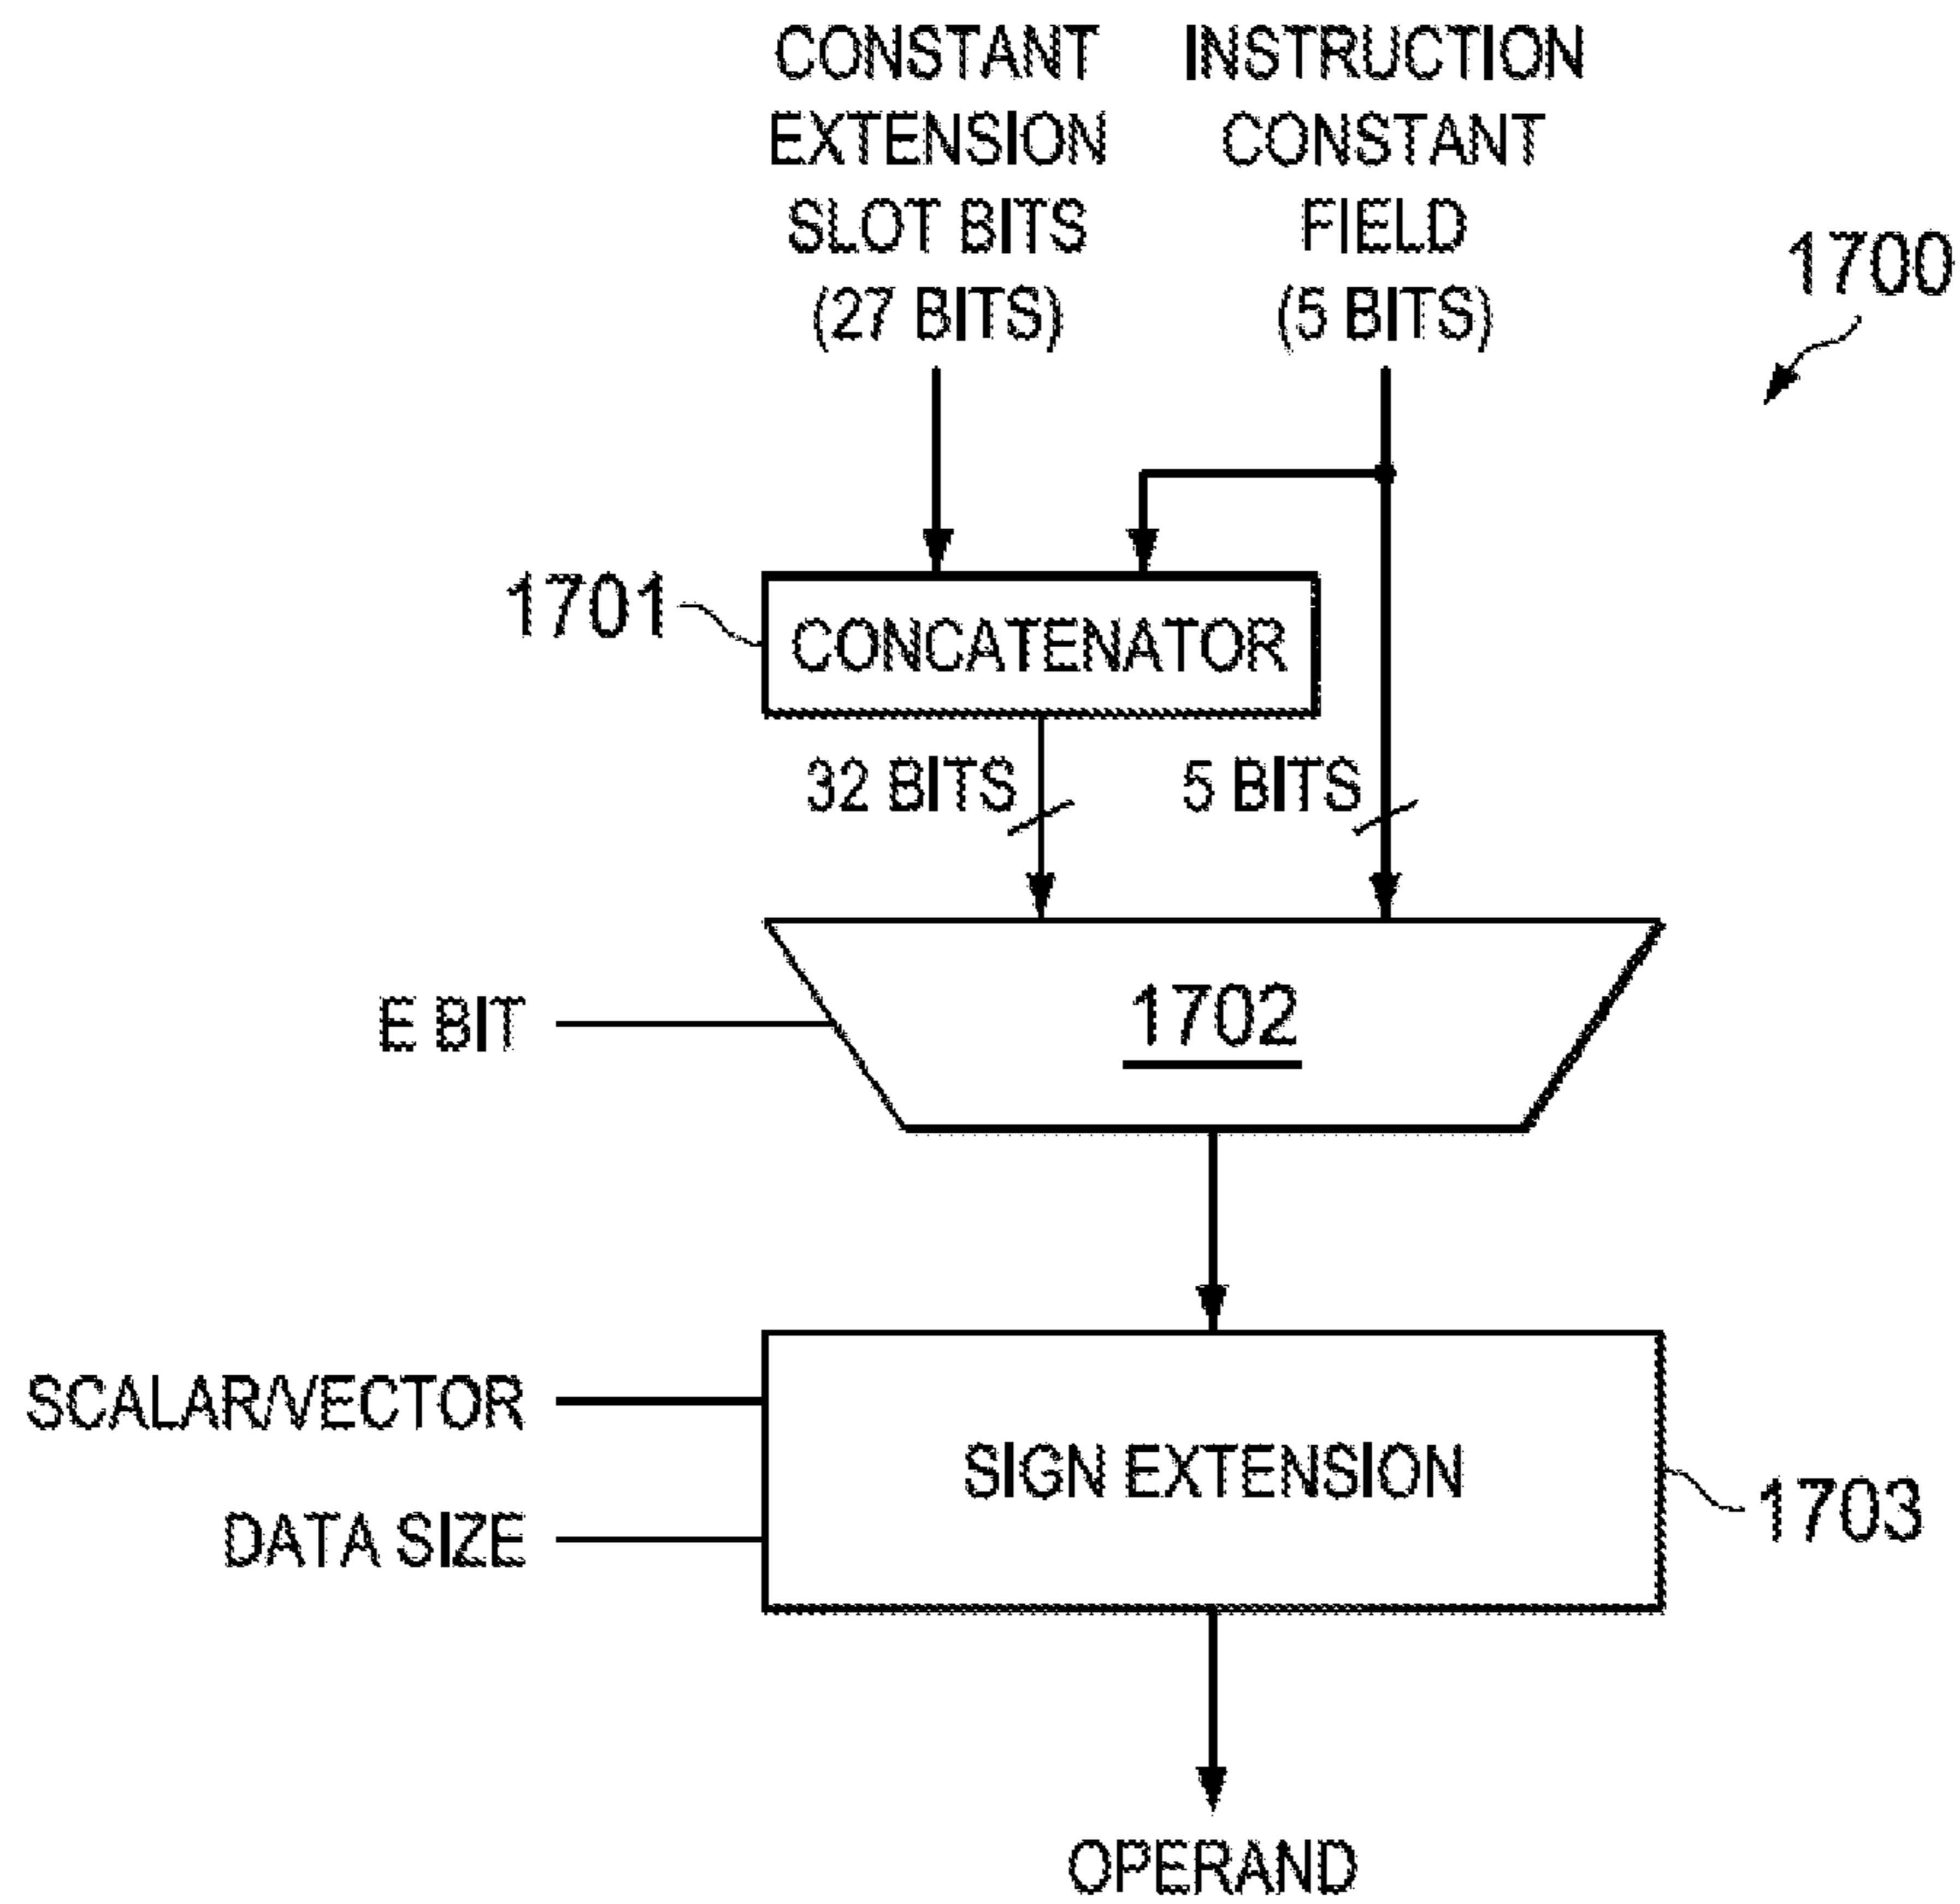 CONSTANT
EXTENSION
SLOT BITS
(27 BITS)
INSTRUCTION
CONSTANT
FIELD
(5 BITS)
1700
1701
CONCATENATOR
32 BITS
5 BITS
E BIT
1702
SCALAR/VECTOR
SIGN EXTENSION
DATA SIZE
1703
OPERAND